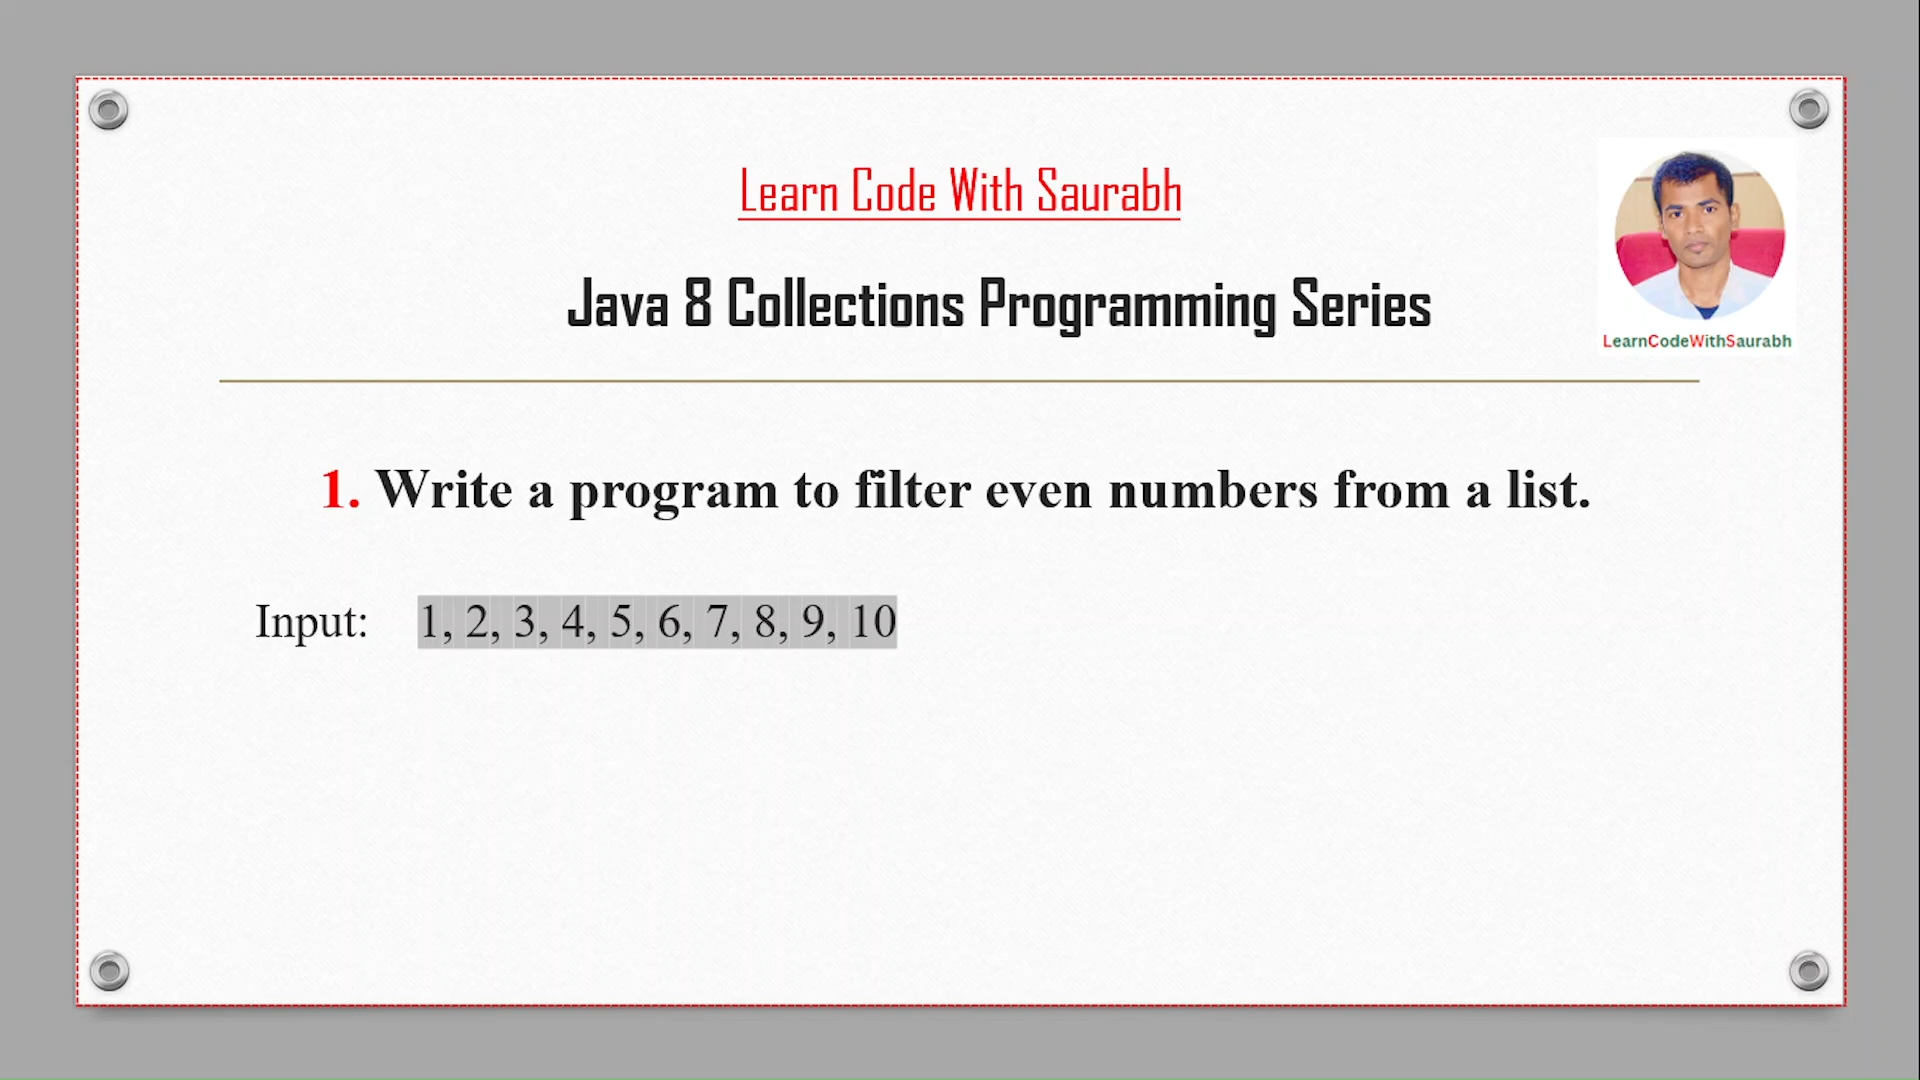 Learn Code With Saurabh
Java 8 Collections Programming Series
LearnCodeWithSaurabh
1. Write a program to filter even numbers from a list.
Input: 1, 2, 3, 4, 5, 6, 7, 8, 9, 10